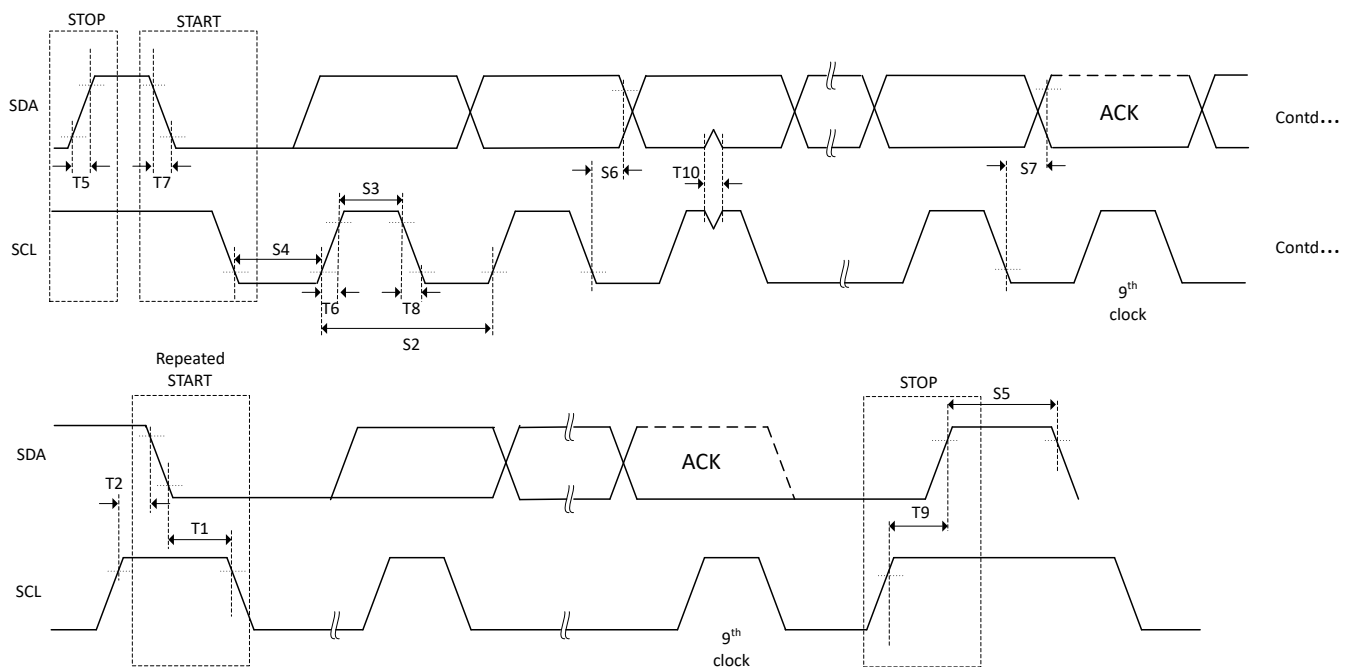 STOP
START
SDA
ACK
Contd...
T5
T7
S6
T10
S7
S3
SCL
S4
Contd...
T6
T8
9th
clock
S2
Repeated
START
STOP
S5
SDA
ACK
T2
T9
T1
SCL
9th
clock